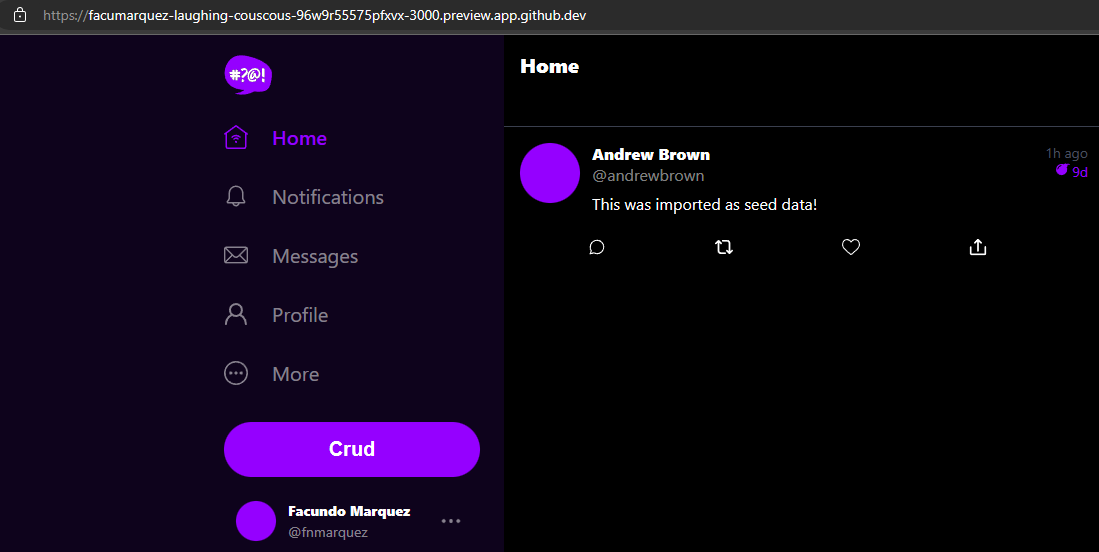 https://facumarquez-laughing-couscous-96w9r55575pfxvx-3000.preview.app.github.dev
#?@!
Home
Notifications
Messages
Profile
More
Crud
Facundo Marquez
@fnmarquez
Home
Andrew Brown
1h ago
@andrewbrown
9d
This was imported as seed data!